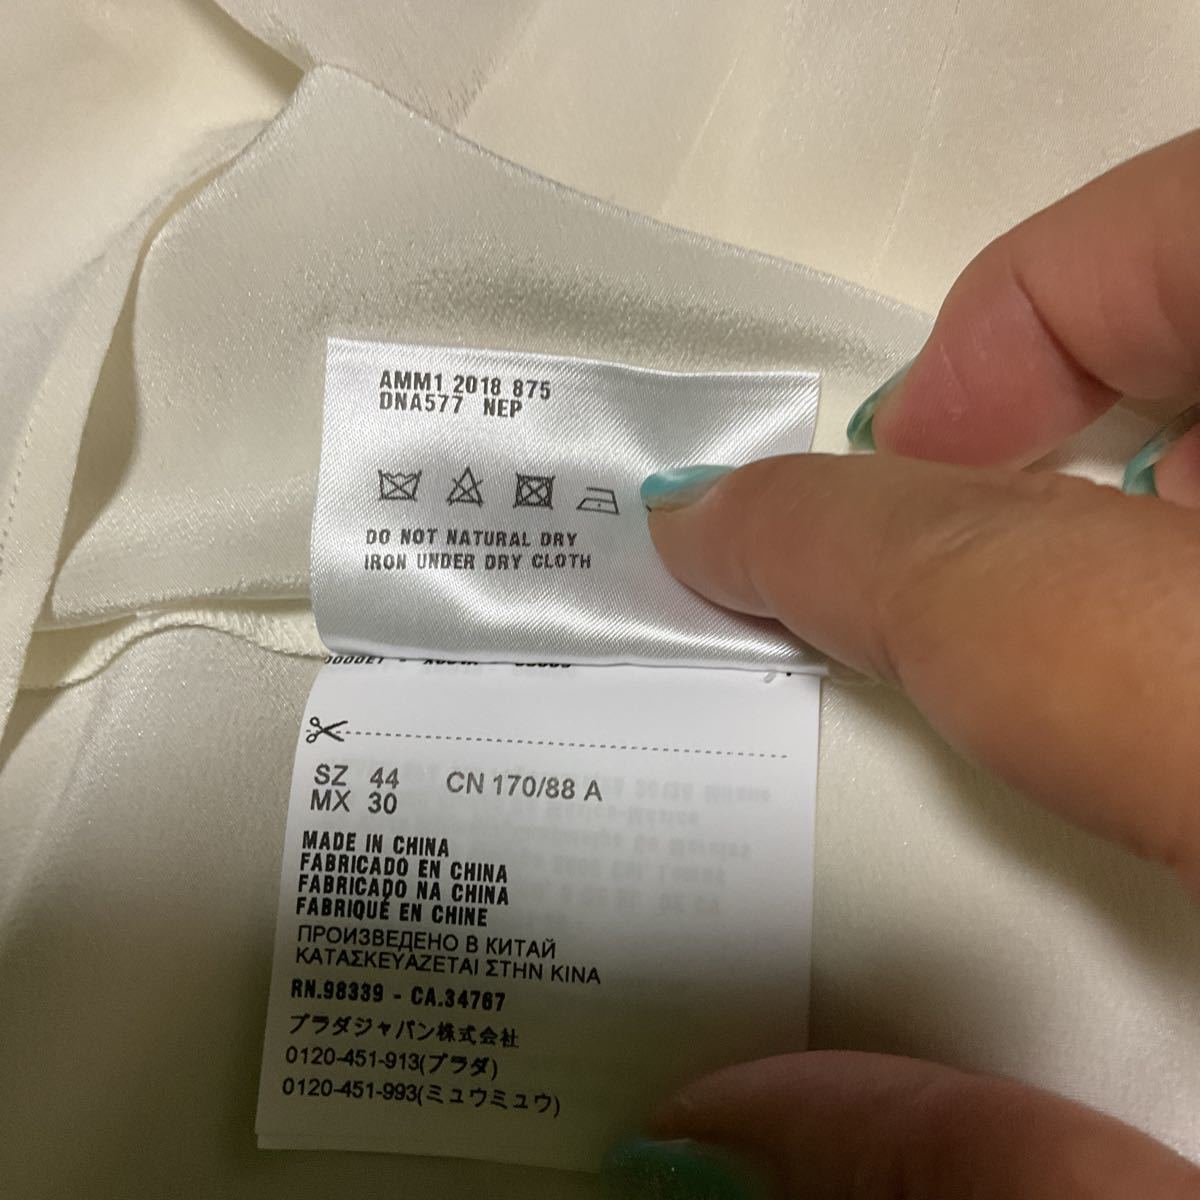 AMM1 2018 875
DNA577 NEP
DO NOT NATURAL DRY
IRON UNDER DRY CLOTH
SZ 44 CN 170/88 A
MX 30
MADE IN CHINA
FABRICADO EN CHINA
FABRICADO NA CHINA
FABRIQUÉ EN CHINE
ПРОИЗВЕДЕНО В КИТАЙ
ΚΑΤΑΣΚΕΥΑΖΕΤΑΙ ΣΤΗΝ ΚΙΝΑ
RN.98339 - CA.34767
プラダジャパン株式会社
0120-451-913(プラダ)
0120-451-993(ミュウミュウ)